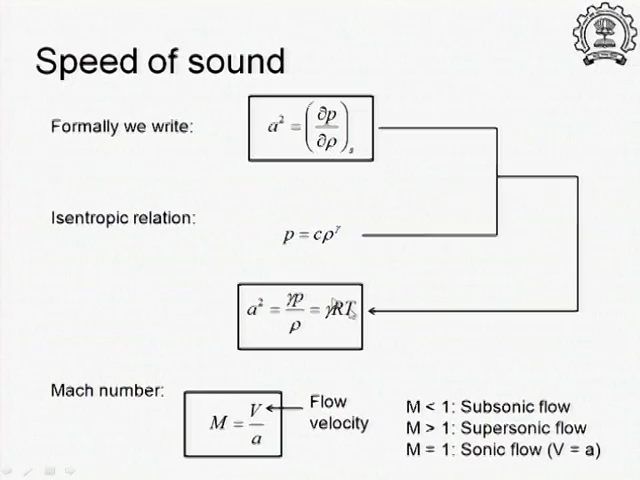 Speed of sound
Formally we write:
a² = (∂p/∂ρ)ₛ
Isentropic relation:
p = cρ^γ
a² = γp/ρ = γRT
Mach number:
M = V/a
Flow
velocity
M < 1: Subsonic flow
M > 1: Supersonic flow
M = 1: Sonic flow (V = a)